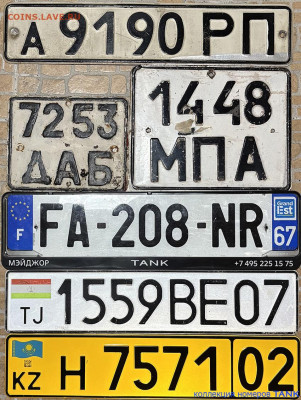 COINS.LAVE.RU
А 9190 РП
7253
ДАБ
1448
МПА
F
FA-208-NR
Grand Est
67
МЭЙДЖОР
TANK
+7 495 225 15 75
TJ
1559BE07
KZ
H 7571 02
КОЛЛЕКЦИЯ НОМЕРОВ TANK